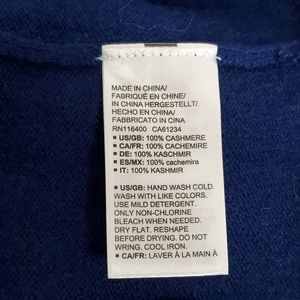 MADE IN CHINA/
FABRIQUÉ EN CHINE/
IN CHINA HERGESTELLT/
HECHO EN CHINA/
FABBRICATO IN CINA
RN116400 CA61234
■ US/GB: 100% CASHMERE
■ CA/FR: 100% CACHEMIRE
■ DE: 100% KASCHMIR
■ ES/MX: 100% cachemira
■ IT: 100% KASHMIR
■ US/GB: HAND WASH COLD.
WASH WITH LIKE COLORS.
USE MILD DETERGENT.
ONLY NON-CHLORINE
BLEACH WHEN NEEDED.
DRY FLAT. RESHAPE
BEFORE DRYING. DO NOT
WRING. COOL IRON.
■ CA/FR: LAVER À LA MAIN À